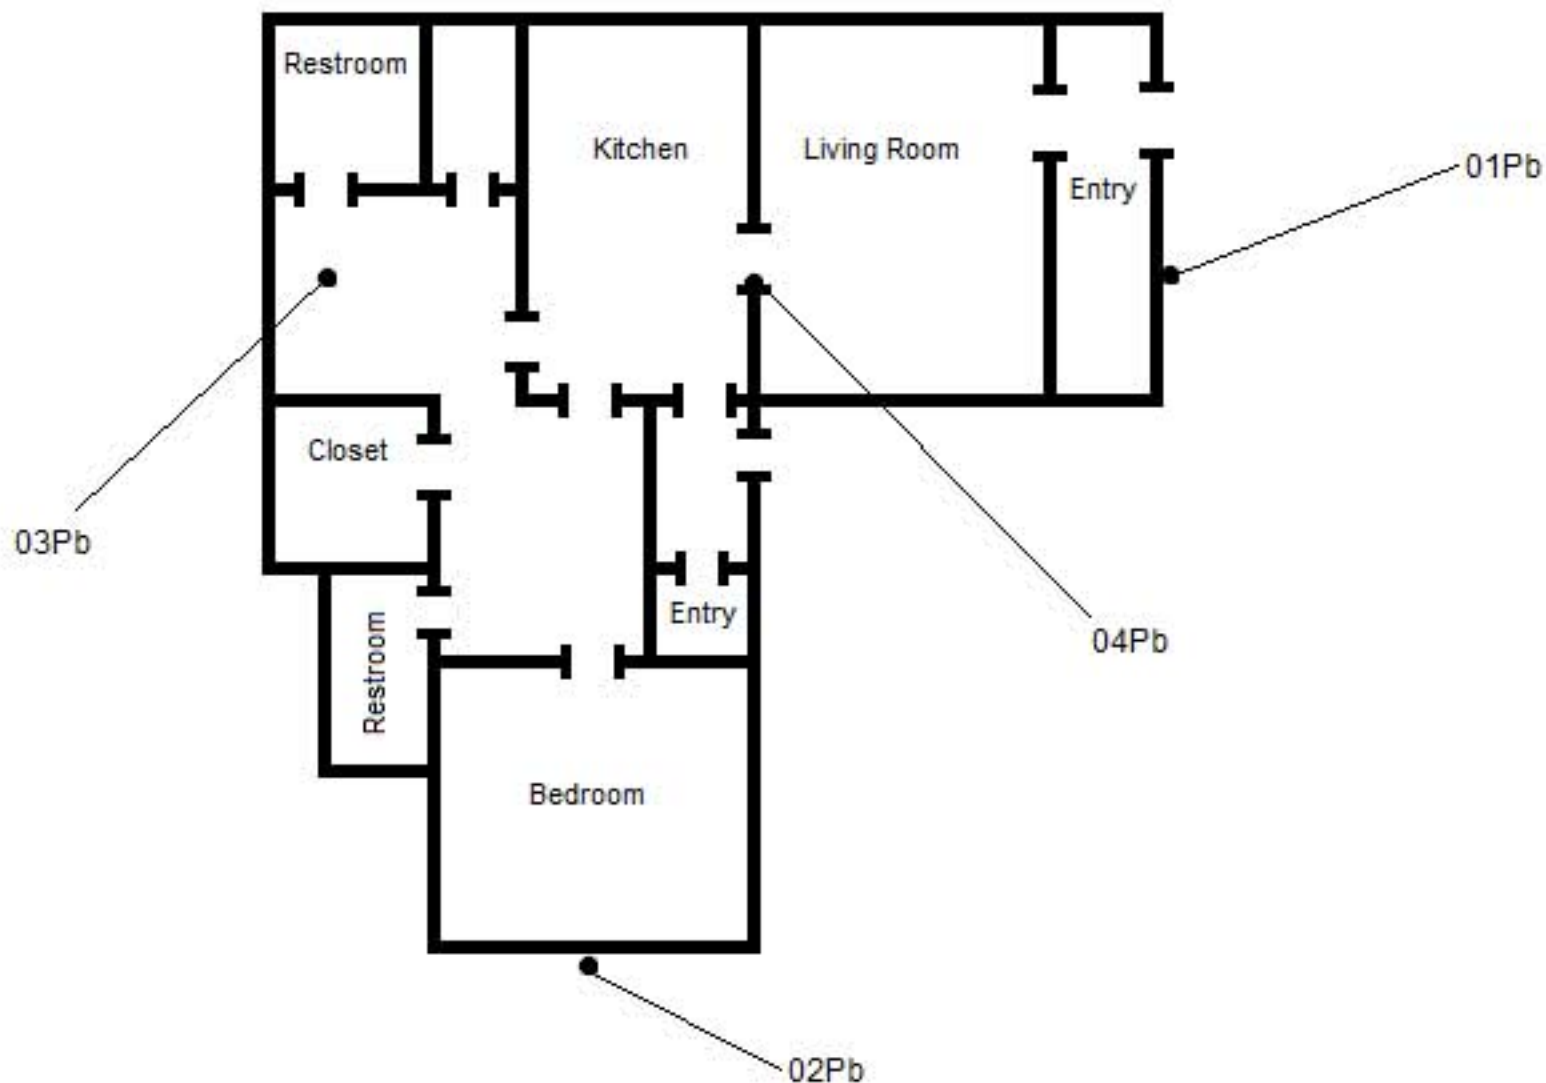 Restroom
Kitchen
Living Room
01Pb
Entry
Closet
03Pb
Entry
04Pb
Restroom
Bedroom
02Pb